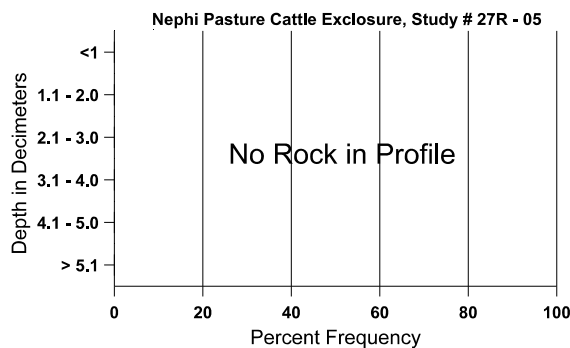 Nephi Pasture Cattle Exclosure, Study # 27R - 05
Depth in Decimeters
<1
1.1 - 2.0
2.1 - 3.0
3.1 - 4.0
4.1 - 5.0
> 5.1
No Rock in Profile
0 20 40 60 80 100
Percent Frequency